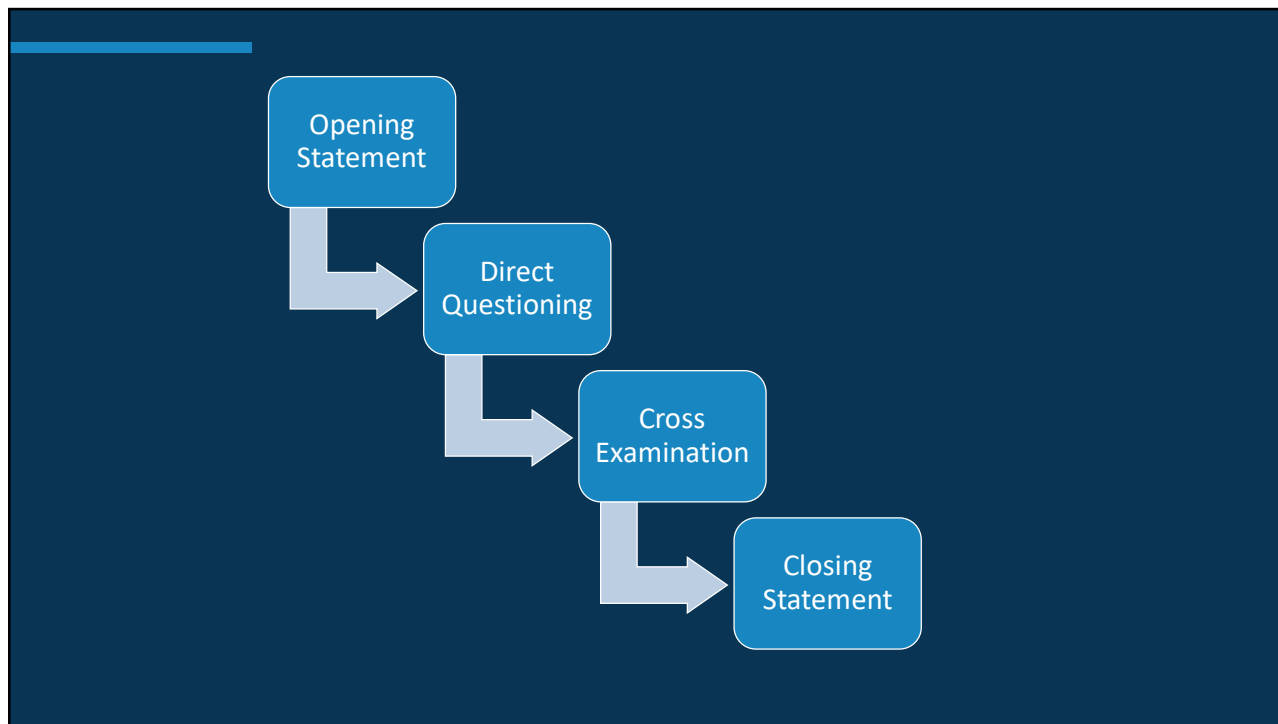 Opening
Statement
Direct
Questioning
Cross
Examination
Closing
Statement